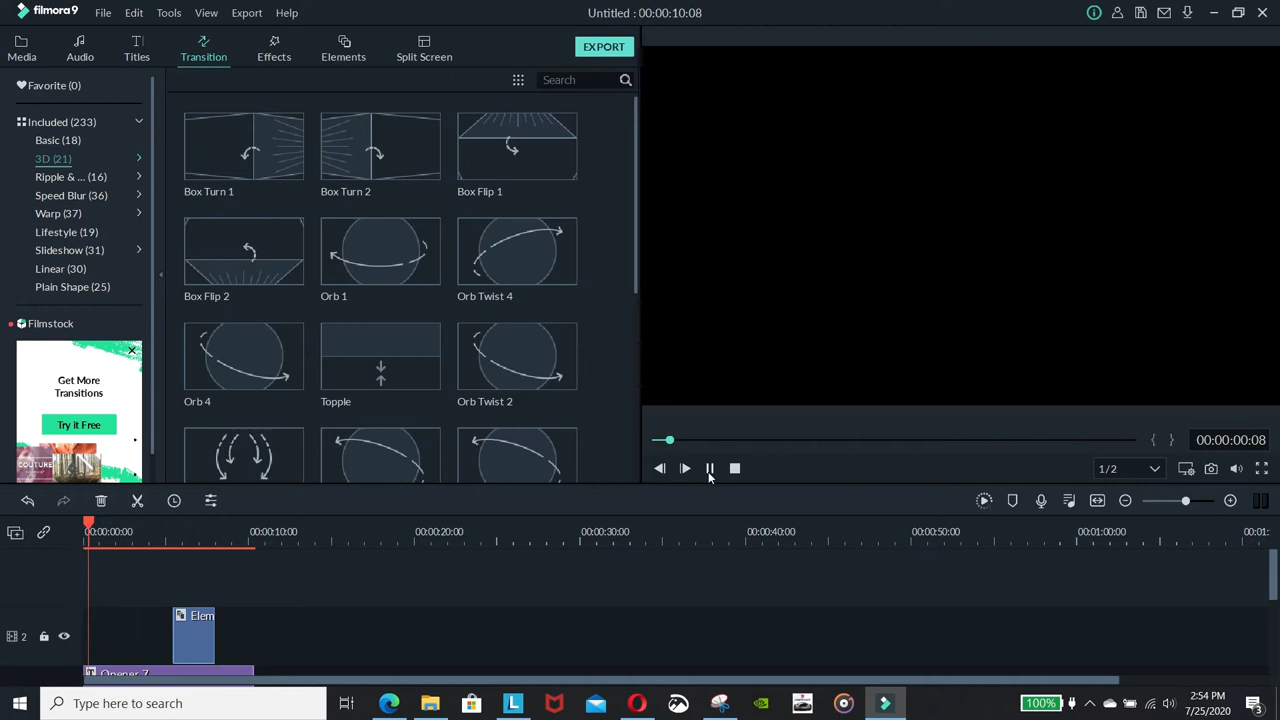 filmora9 File Edit Tools View Export Help Untitled : 00:00:10:08
Media Audio Titles Transition Effects Elements Split Screen EXPORT
Favorite (0)
Search
Included (233)
Basic (18)
3D (21)
Ripple & ... (16)
Speed Blur (36)
Warp (37)
Lifestyle (19)
Slideshow (31)
Linear (30)
Plain Shape (25)
Filmstock
Get More
Transitions
Try it Free
COUTURE
Box Turn 1 Box Turn 2 Box Flip 1
Box Flip 2 Orb 1 Orb Twist 4
Orb 4 Topple Orb Twist 2
00:00:00:08
1/2
00:00:00:00 00:00:10:00 00:00:20:00 00:00:30:00 00:00:40:00 00:00:50:00 00:01:00:00 00:01:
2 Elem
T Opener 7
Type here to search L 100% 2:54 PM
7/25/2020 3